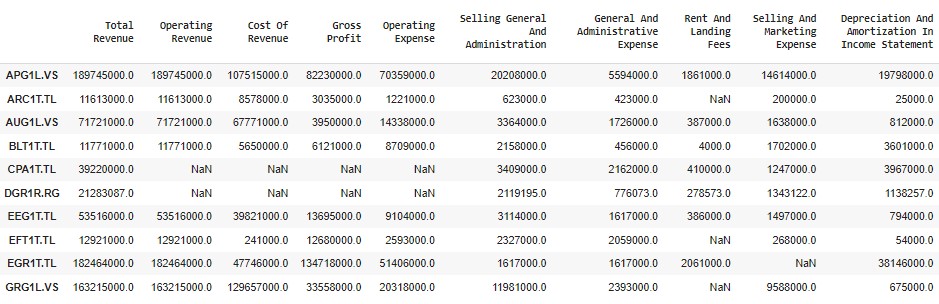 Total Revenue Operating Revenue Cost Of Revenue Gross Profit Operating Expense Selling General And Administration General And Administrative Expense Rent And Landing Fees Selling And Marketing Expense Depreciation And Amortization In Income Statement
APG1L.VS 189745000.0 189745000.0 107515000.0 82230000.0 70359000.0 20208000.0 5594000.0 1861000.0 14614000.0 19798000.0
ARC1T.TL 11613000.0 11613000.0 8578000.0 3035000.0 1221000.0 623000.0 423000.0 NaN 200000.0 25000.0
AUG1L.VS 71721000.0 71721000.0 67771000.0 3950000.0 14338000.0 3364000.0 1726000.0 387000.0 1638000.0 812000.0
BLT1T.TL 11771000.0 11771000.0 5650000.0 6121000.0 8709000.0 2158000.0 456000.0 4000.0 1702000.0 3601000.0
CPA1T.TL 39220000.0 NaN NaN NaN NaN 3409000.0 2162000.0 410000.0 1247000.0 3967000.0
DGR1R.RG 21283087.0 NaN NaN NaN NaN 2119195.0 776073.0 278573.0 1343122.0 1138257.0
EEG1T.TL 53516000.0 53516000.0 39821000.0 13695000.0 9104000.0 3114000.0 1617000.0 386000.0 1497000.0 794000.0
EFT1T.TL 12921000.0 12921000.0 241000.0 12680000.0 2593000.0 2327000.0 2059000.0 NaN 268000.0 54000.0
EGR1T.TL 182464000.0 182464000.0 47746000.0 134718000.0 51406000.0 1617000.0 1617000.0 2061000.0 NaN 38146000.0
GRG1L.VS 163215000.0 163215000.0 129657000.0 33558000.0 20318000.0 11981000.0 2393000.0 NaN 9588000.0 675000.0